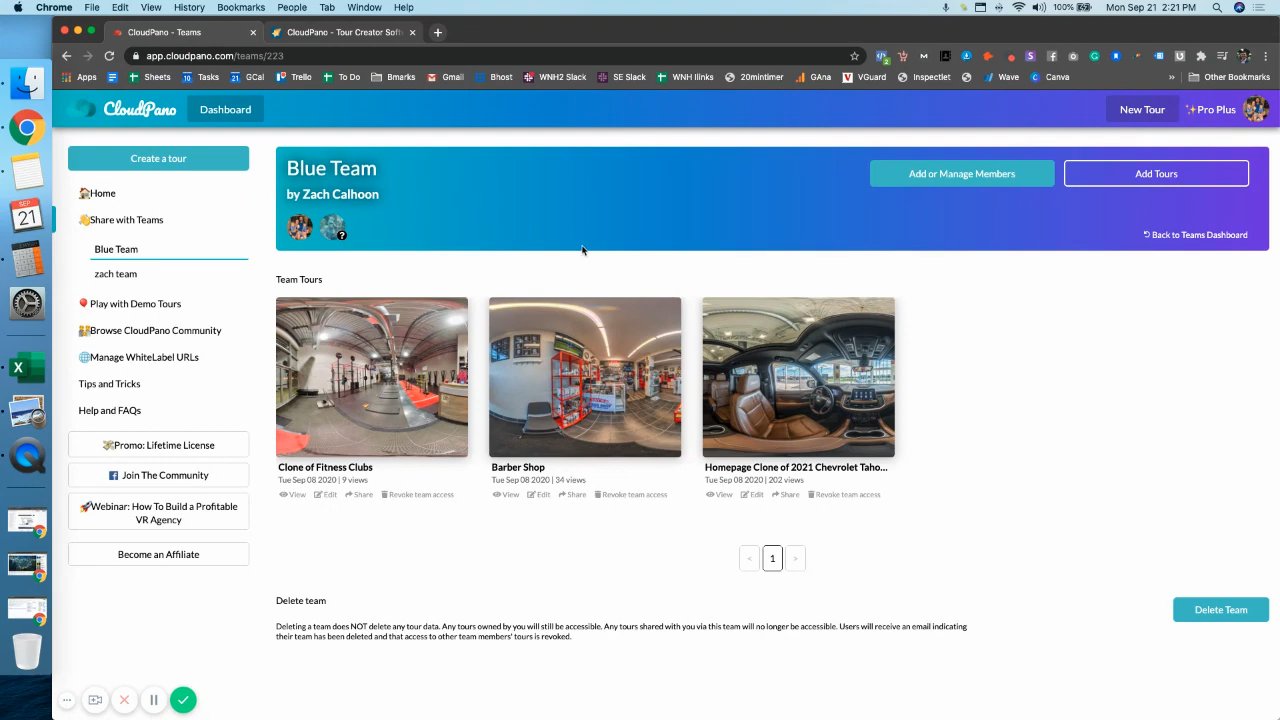 Chrome File Edit View History Bookmarks People Tab Window Help 100% Mon Sep 21 2:21 PM
CloudPano - Teams CloudPano - Tour Creator Soft
app.cloudpano.com/teams/223
Apps Sheets Tasks GCal Trello To Do Bmarks Gmail Bhost WNH2 Slack SE Slack WNH Ilinks 20mintimer GAna VGuard Inspectlet Wave Canva » Other Bookmarks
CloudPano Dashboard New Tour Pro Plus
Create a tour
Home
Share with Teams
Blue Team
zach team
Play with Demo Tours
Browse CloudPano Community
Manage WhiteLabel URLs
Tips and Tricks
Help and FAQs
Promo: Lifetime License
Join The Community
Webinar: How To Build a Profitable
VR Agency
Become an Affiliate
Blue Team
by Zach Calhoon
Add or Manage Members
Add Tours
?
Back to Teams Dashboard
Team Tours
Clone of Fitness Clubs
Tue Sep 08 2020 | 9 views
View Edit Share Revoke team access
Barber Shop
Tue Sep 08 2020 | 34 views
View Edit Share Revoke team access
Homepage Clone of 2021 Chevrolet Taho...
Tue Sep 08 2020 | 202 views
View Edit Share Revoke team access
< 1 >
Delete team
Deleting a team does NOT delete any tour data. Any tours owned by you will still be accessible. Any tours shared with you via this team will no longer be accessible. Users will receive an email indicating
their team has been deleted and that access to other team members' tours is revoked.
Delete Team
SEP
21